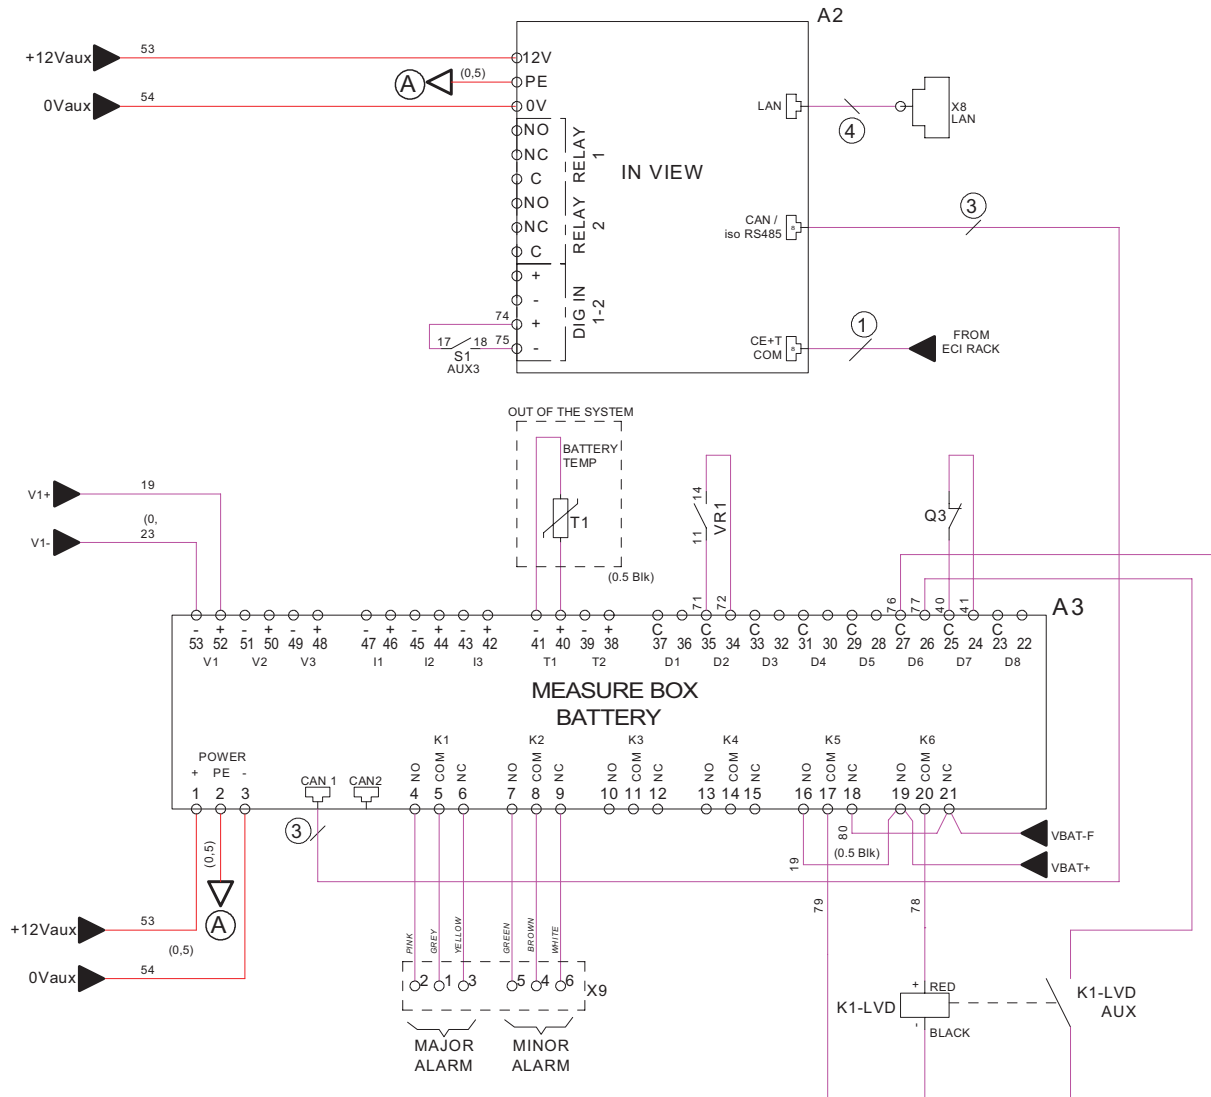 A2
+12Vaux 53 12V
A (0,5) PE
0Vaux 54 0V
NO
NC
C
RELAY 1
NO
NC
C
RELAY 2
+
-
74 +
75 -
DIG IN 1-2
17 18
S1
AUX3
IN VIEW
LAN
4
X8
LAN
CAN /
iso RS485
8
3
CE+T
COM
8
1
FROM
ECI RACK
OUT OF THE SYSTEM
BATTERY
TEMP
T1
(0.5 Blk)
V1+ 19
(0,
V1- 23
14
11
VR1
Q3
71 72 76 77 40 41
A3
- + - + - + - + - + - + - + - + C C C C C C C C
53 52 51 50 49 48 47 46 45 44 43 42 41 40 39 38 37 36 35 34 33 32 31 30 29 28 27 26 25 24 23 22
V1 V2 V3 I1 I2 I3 T1 T2 D1 D2 D3 D4 D5 D6 D7 D8
MEASURE BOX
BATTERY
POWER
+ PE -
1 2 3
CAN 1 CAN2
K1 K2 K3 K4 K5 K6
NO COM NC NO COM NC NO COM NC NO COM NC NO COM NC NO COM NC
4 5 6 7 8 9 10 11 12 13 14 15 16 17 18 19 20 21
3
80
VBAT-F
(0.5 Blk)
19
VBAT+
(0,5)
A
79
78
+12Vaux 53
(0,5)
0Vaux 54
PINK GREY YELLOW GREEN BROWN WHITE
2 1 3 5 4 6
X9
MAJOR
ALARM
MINOR
ALARM
+ RED
K1-LVD
- BLACK
K1-LVD
AUX